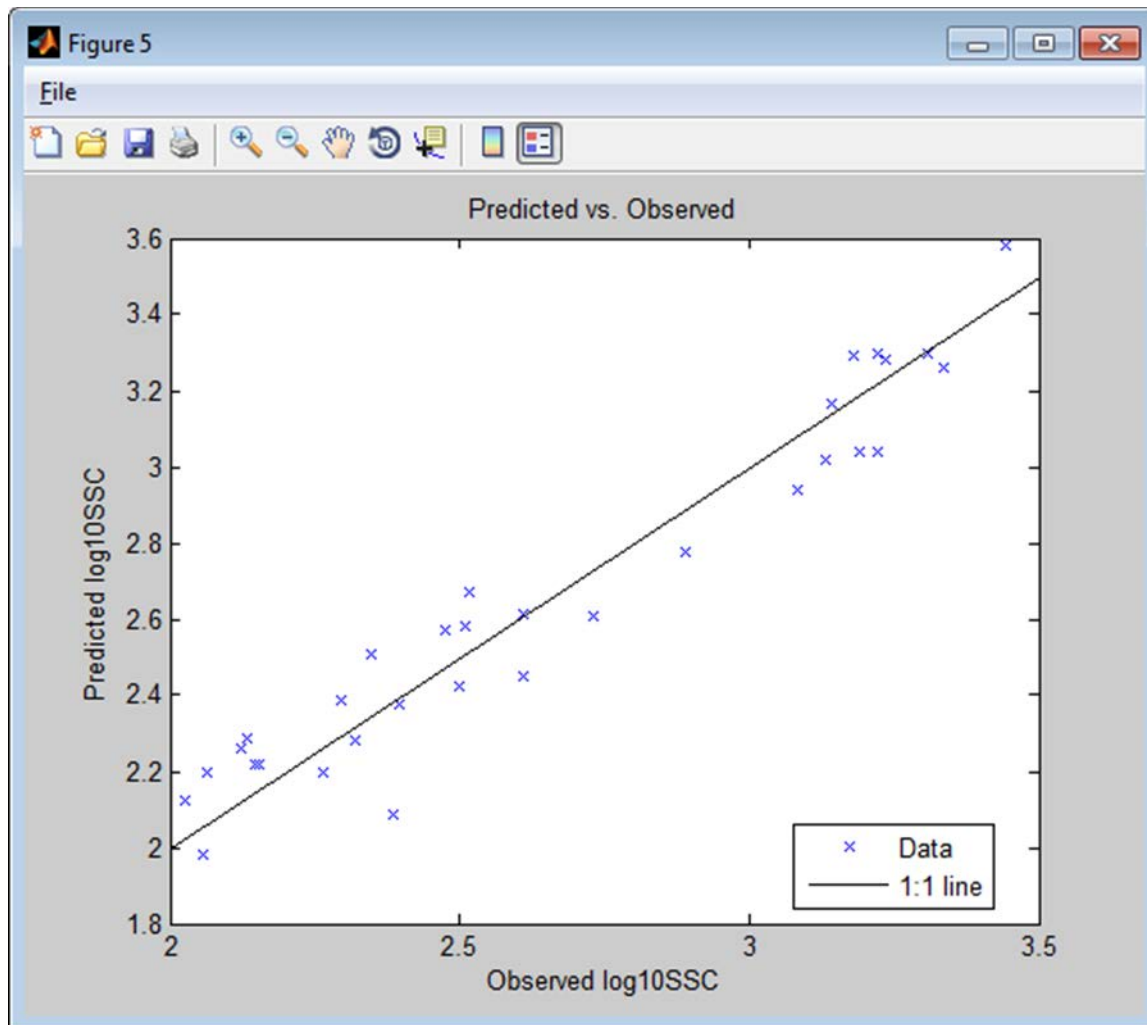 Figure 5
File
Predicted vs. Observed
3.6
3.4
3.2
3
2.8
2.6
2.4
2.2
2
1.8
Predicted log10SSC
2
2.5
3
3.5
Observed log10SSC
Data
1:1 line